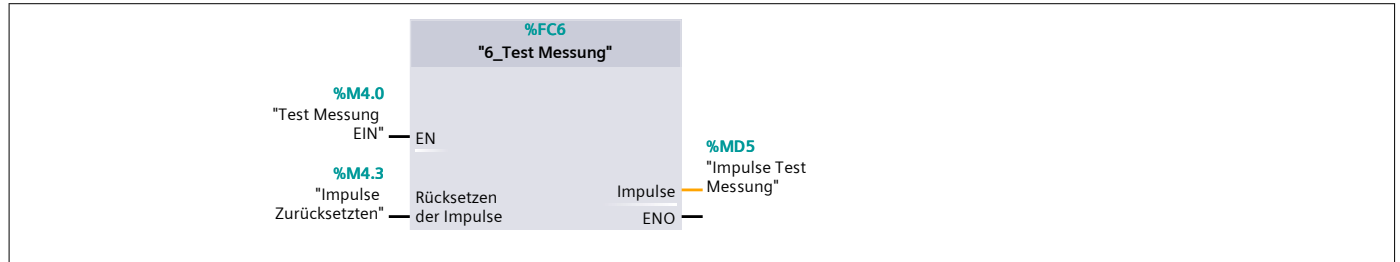 %FC6
"6_Test Messung"
%M4.0
"Test Messung
EIN"
EN
%M4.3
"Impulse
Zurücksetzten"
Rücksetzen
der Impulse
%MD5
"Impulse Test
Messung"
Impulse
ENO